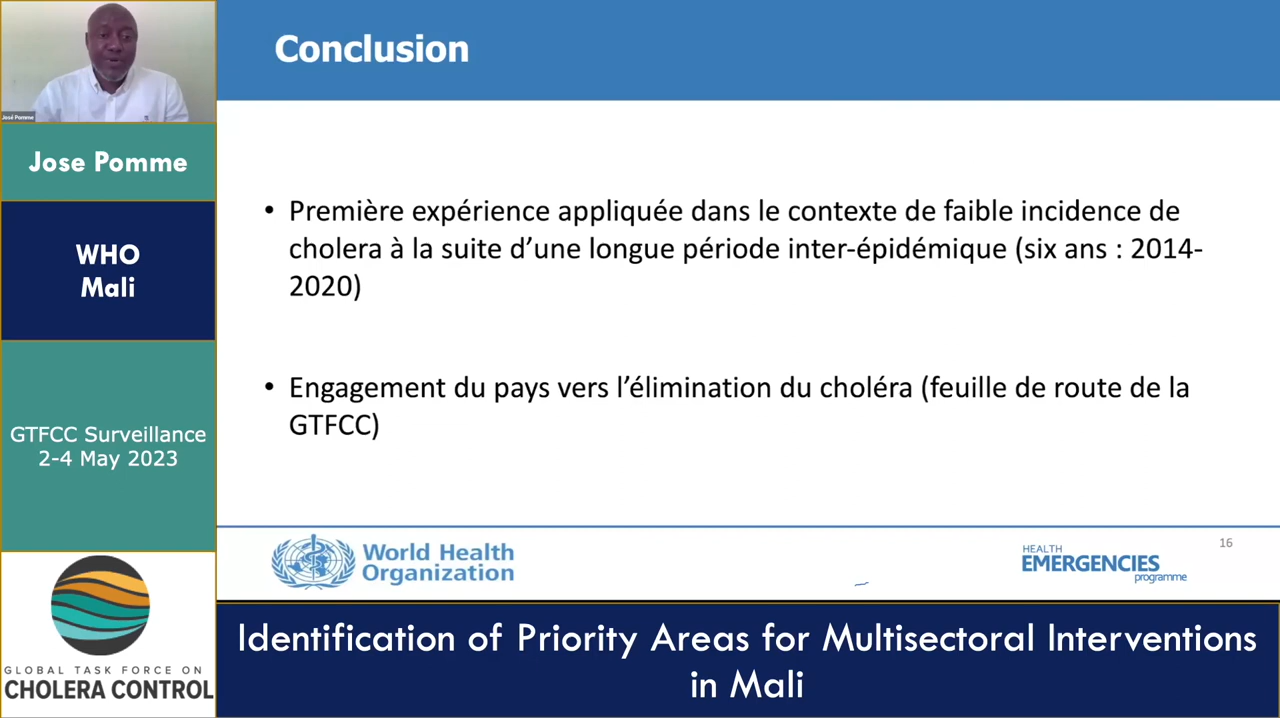 José Pomme
Jose Pomme
WHO
Mali
GTFCC Surveillance
2-4 May 2023
GLOBAL TASK FORCE ON
CHOLERA CONTROL
Conclusion
• Première expérience appliquée dans le contexte de faible incidence de
cholera à la suite d’une longue période inter-épidémique (six ans : 2014-
2020)
• Engagement du pays vers l’élimination du choléra (feuille de route de la
GTFCC)
World Health
Organization
HEALTH
EMERGENCIES
programme
16
Identification of Priority Areas for Multisectoral Interventions
in Mali